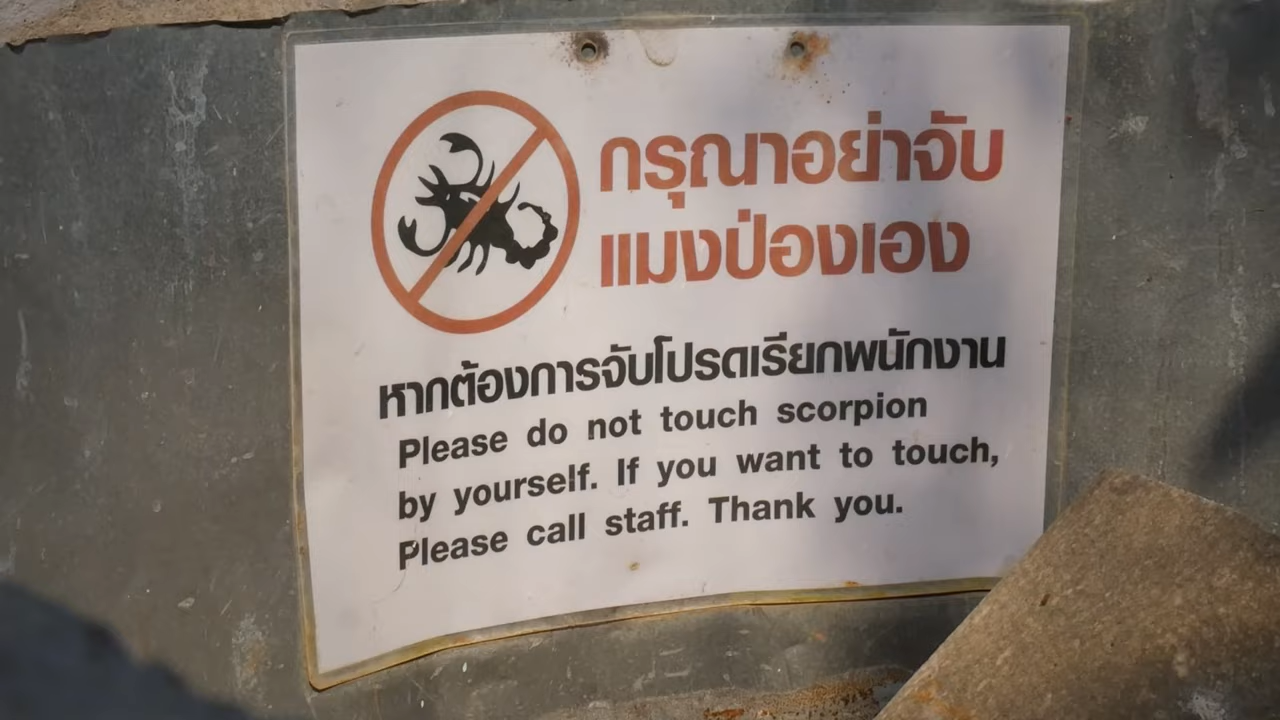 กรุณาอย่าจับ
แมงป่องเอง
หากต้องการจับโปรดเรียกพนักงาน
Please do not touch scorpion
by yourself. If you want to touch,
Please call staff. Thank you.